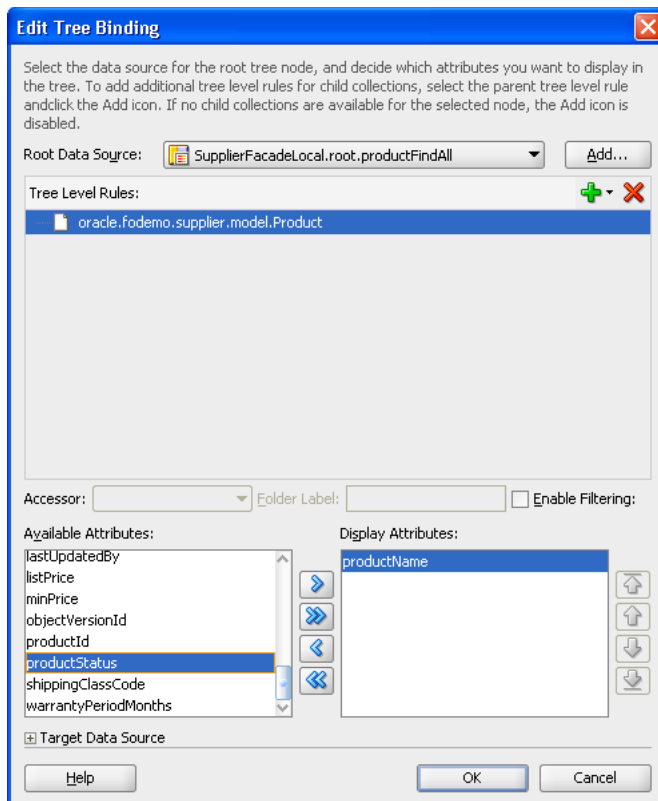 Edit Tree Binding
Select the data source for the root tree node, and decide which attributes you want to display in
the tree. To add additional tree level rules for child collections, select the parent tree level rule
andclick the Add icon. If no child collections are available for the selected node, the Add icon is
disabled.
Root Data Source: SupplierFacadeLocal.root.productFindAll Add...
Tree Level Rules:
oracle.fodemo.supplier.model.Product
Accessor: Folder Label: Enable Filtering:
Available Attributes: Display Attributes:
lastUpdatedBy productName
listPrice
minPrice
objectVersionId
productId
productStatus
shippingClassCode
warrantyPeriodMonths
Target Data Source
Help OK Cancel